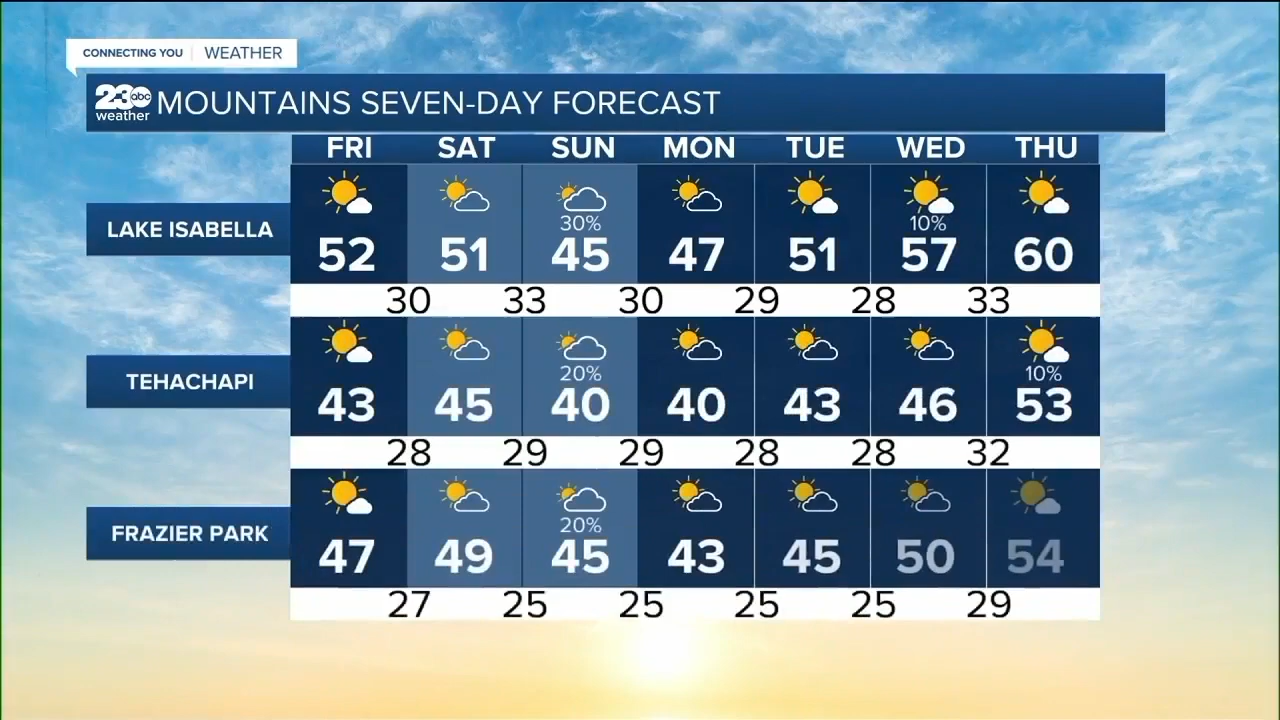 CONNECTING YOU WEATHER
23 abc
weather
MOUNTAINS SEVEN-DAY FORECAST
FRI SAT SUN MON TUE WED THU
LAKE ISABELLA
30% 10%
52 51 45 47 51 57 60
30 33 30 29 28 33
TEHACHAPI
20% 10%
43 45 40 40 43 46 53
28 29 29 28 28 32
FRAZIER PARK
20%
47 49 45 43 45 50 54
27 25 25 25 25 29